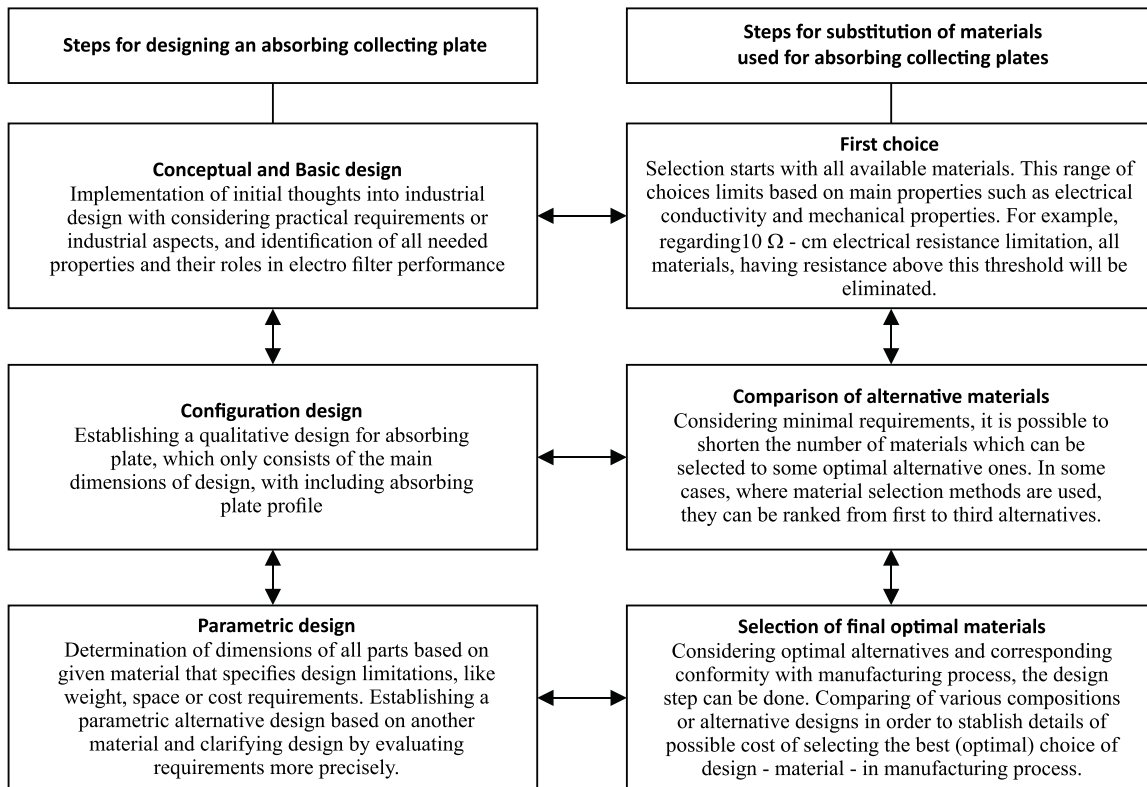 Steps for designing an absorbing collecting plate
Steps for substitution of materials
used for absorbing collecting plates
Conceptual and Basic design
Implementation of initial thoughts into industrial
design with considering practical requirements or
industrial aspects, and identification of all needed
properties and their roles in electro filter performance
First choice
Selection starts with all available materials. This range of
choices limits based on main properties such as electrical
conductivity and mechanical properties. For example,
regarding10 Ω - cm electrical resistance limitation, all
materials, having resistance above this threshold will be
eliminated.
Configuration design
Establishing a qualitative design for absorbing
plate, which only consists of the main
dimensions of design, with including absorbing
plate profile
Comparison of alternative materials
Considering minimal requirements, it is possible to
shorten the number of materials which can be
selected to some optimal alternative ones. In some
cases, where material selection methods are used,
they can be ranked from first to third alternatives.
Parametric design
Determination of dimensions of all parts based on
given material that specifies design limitations, like
weight, space or cost requirements. Establishing a
parametric alternative design based on another
material and clarifying design by evaluating
requirements more precisely.
Selection of final optimal materials
Considering optimal alternatives and corresponding
conformity with manufacturing process, the design
step can be done. Comparing of various compositions
or alternative designs in order to stablish details of
possible cost of selecting the best (optimal) choice of
design - material - in manufacturing process.